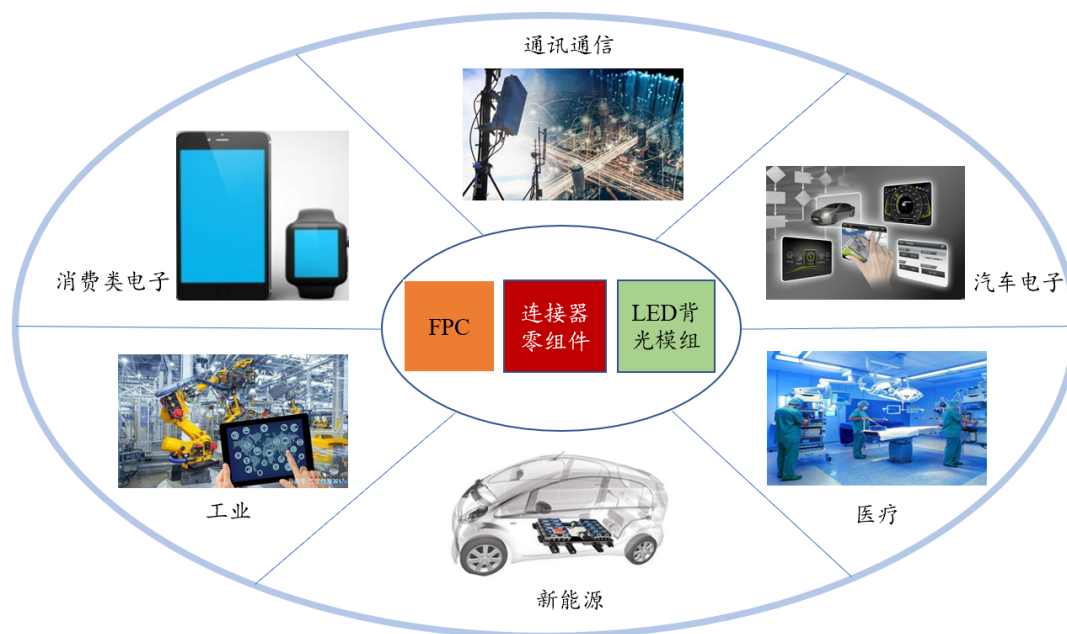 通讯通信
消费类电子
汽车电子
FPC
连接器
零组件
LED背
光模组
工业
医疗
新能源